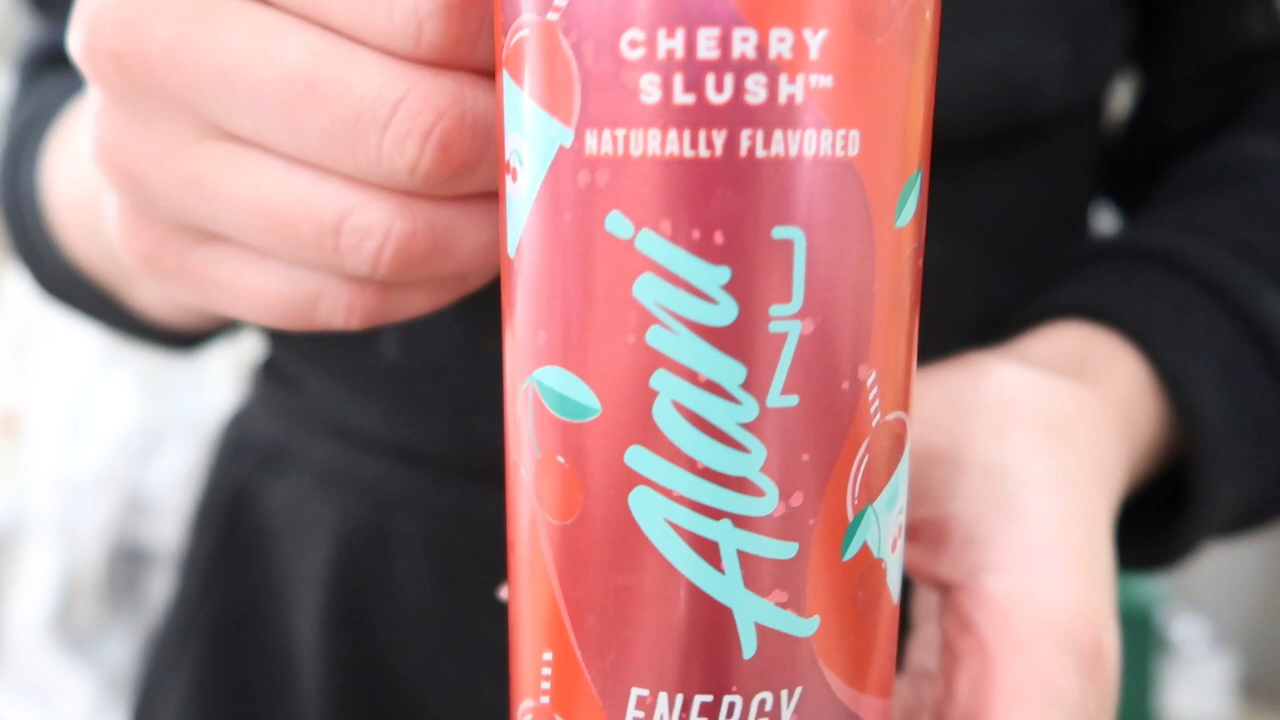 CHERRY
SLUSH™
NATURALLY FLAVORED
Alani
NU
ENERGY